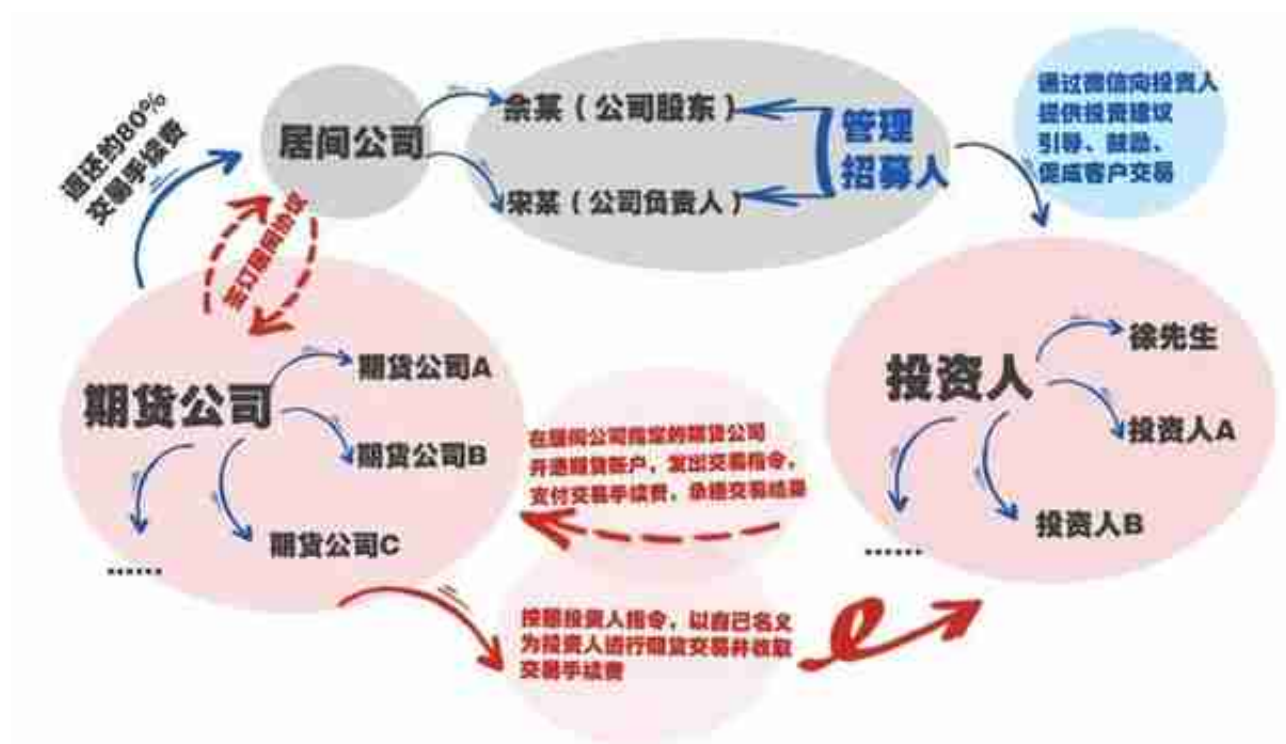 退还约80%
交易手续费
居间公司
余某（公司股东）
宋某（公司负责人）
管理
招募人
通过微信向投资人
提供投资建议
引导、鼓励、
促成客户交易
签订居间协议
期货公司
期货公司A
期货公司B
期货公司C
......
投资人
徐先生
投资人A
投资人B
......
在居间公司指定的期货公司
开通期货账户，发出交易指令，
支付交易手续费，承担交易结果
按照投资人指令，以自己名义
为投资人进行期货交易并收取
交易手续费